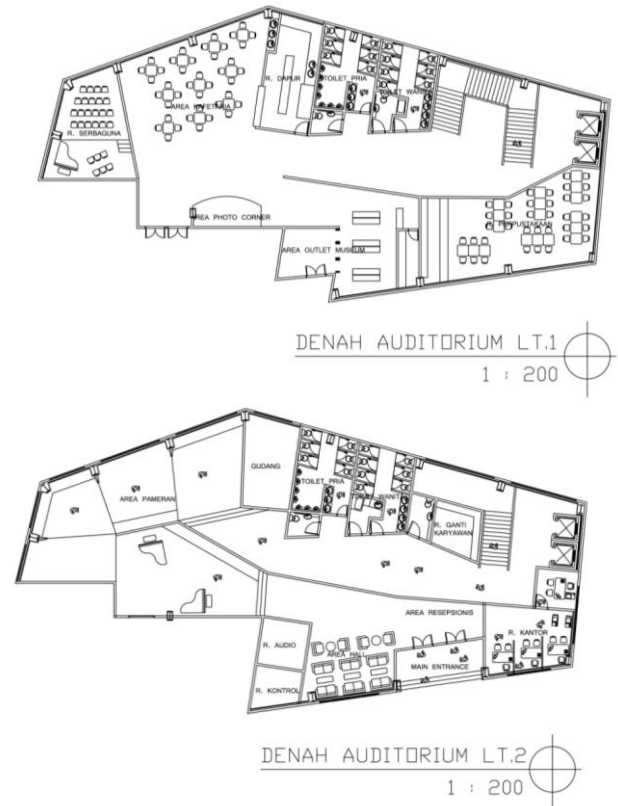 R. DAPUR
TOILET PRIA
TOILET WANITA
AREA KAFETARIA
R. SERBAGUNA
AREA PHOTO CORNER
PERPUSTAKAAN
AREA OUTLET MUSEUM
DENAH AUDITORIUM LT.1
1 : 200
GUDANG
TOILET PRIA
AREA PAMERAN
R. GANTI
KARYAWAN
AREA RESEPSIONIS
R. KANTOR
R. AUDIO
AREA HALL
MAIN ENTRANCE
R. KONTROL
DENAH AUDITORIUM LT.2
1 : 200